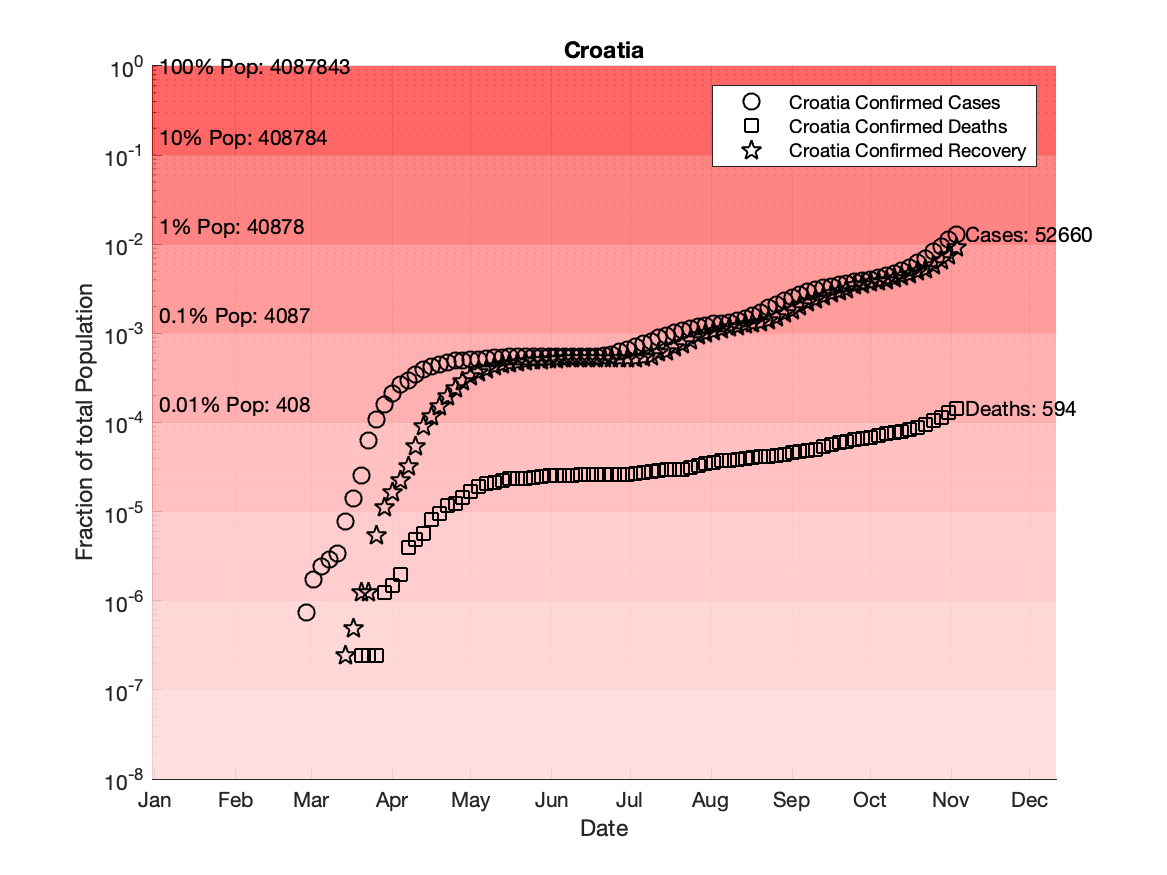 Croatia
10^0
100% Pop: 4087843
Croatia Confirmed Cases
Croatia Confirmed Deaths
Croatia Confirmed Recovery
10% Pop: 408784
10^-1
1% Pop: 40878
10^-2
Cases: 52660
0.1% Pop: 4087
10^-3
0.01% Pop: 408
Deaths: 594
10^-4
10^-5
10^-6
10^-7
10^-8
Fraction of total Population
Jan Feb Mar Apr May Jun Jul Aug Sep Oct Nov Dec
Date